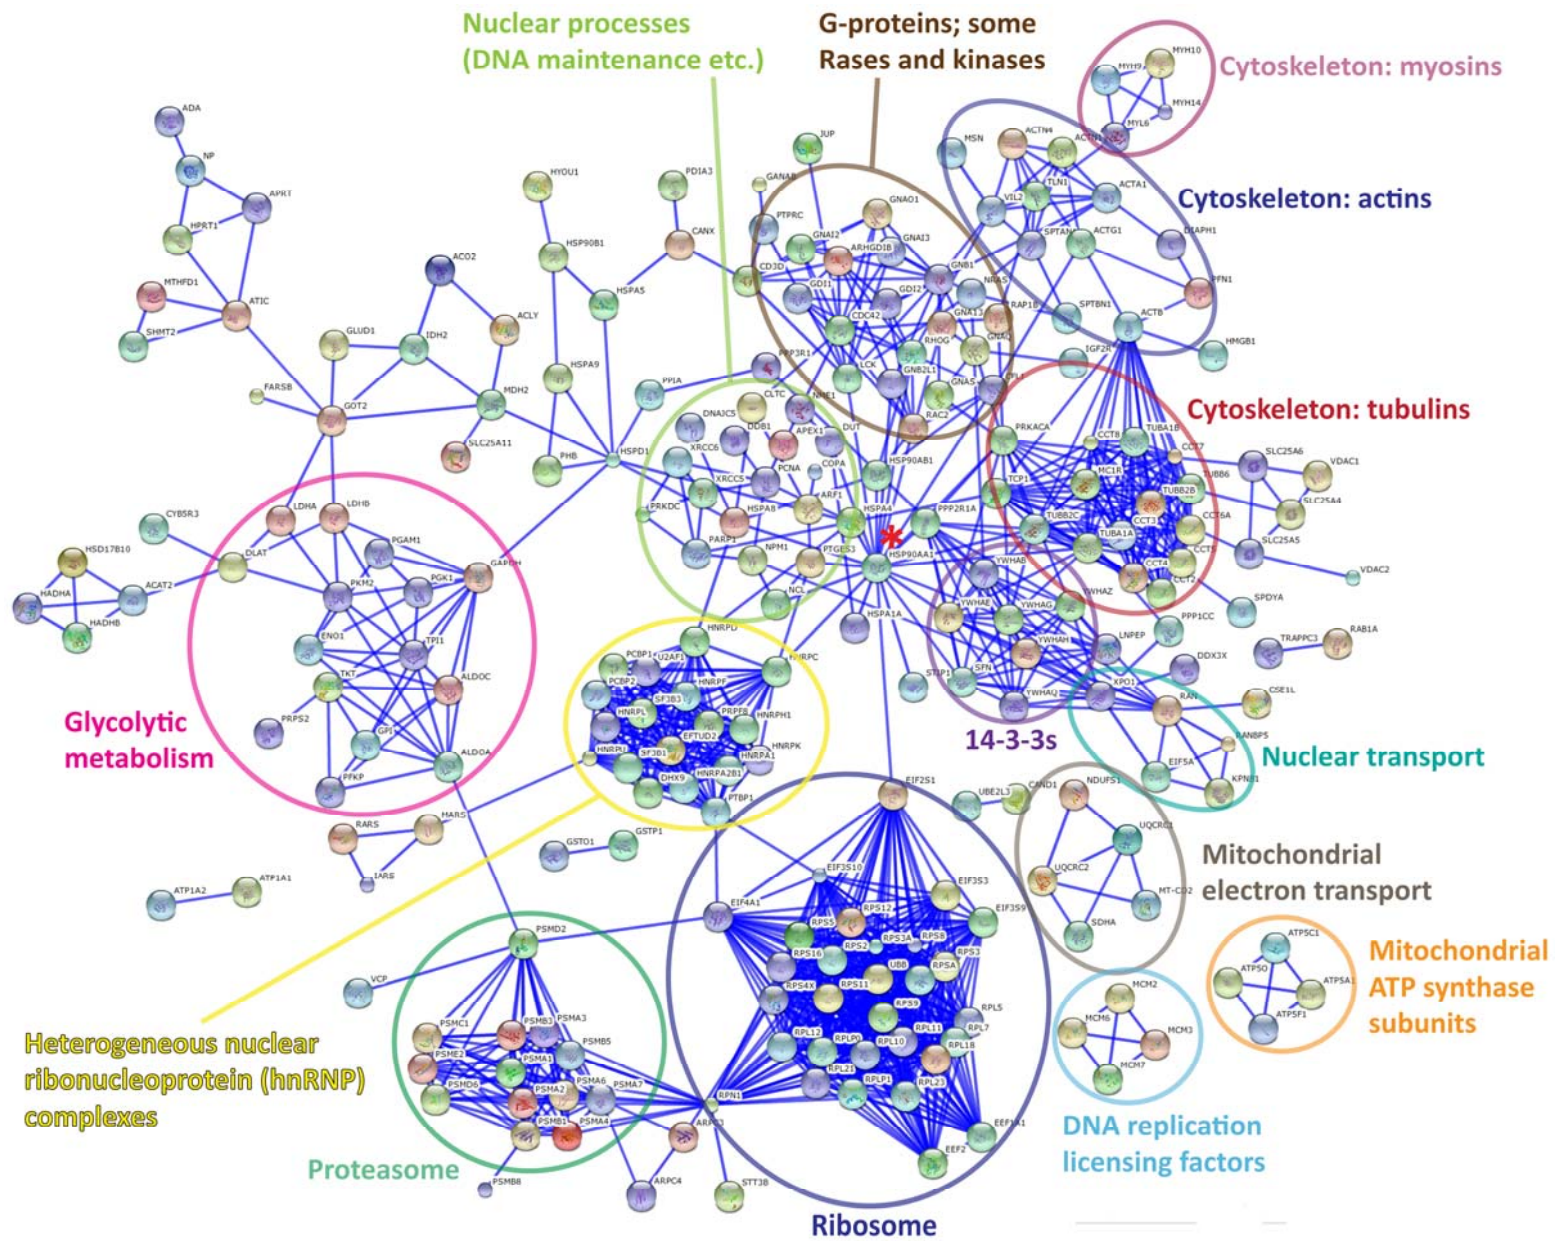 Nuclear processes
(DNA maintenance etc.)
G-proteins; some
Rases and kinases
MYH10
MYH9
Cytoskeleton: myosins
MYH14
MYL6
ADA
NP
APRT
HPRT1
MTHFD1
ATIC
SHMT2
ACO2
GLUD1
IDH2
ACLY
FARSB
GOT2
MDH2
SLC25A11
HYOU1
PDIA3
HSP90B1
CANX
HSPA5
HSPA9
PHB
HSPD1
PPIA
PPP3R1
JUP
GANAB
PTPRC
CD3D
GNAO1
GNAI2
ARHGDIB
GNAI3
GDI1
GDI2
GNB1
NRAS
CDC42
GNA13
RAP1B
RHOG
GNAQ
LCK
GNB2L1
GNAS
CFL1
RAC2
MSN
ACTN4
ACTN1
TLN1
ACTA1
VIL2
SPTAN1
ACTG1
DIAPH1
PFN1
SPTBN1
ACTB
Cytoskeleton: actins
IGF2R
HMGB1
Cytoskeleton: tubulins
CLTC
NME1
DNAJC5
DDB1
APEX1
DUT
XRCC6
PCNA
COPA
XRCC5
ARF1
PRKDC
HSPA8
PARP1
NPM1
PTGES3
NCL
HSP90AB1
HSPA4
PPP2R1A
*
HSP90AA1
HSPA1A
PRKACA
CCT8
TUBA1B
CCT7
TCP1
MC1R
TUBB2B
TUBB6
TUBB2C
CCT3
CCT6A
TUBA1A
CCT5
CCT4
CCT2
SLC25A6
VDAC1
SLC25A4
SLC25A5
VDAC2
SPDYA
PPP1CC
TRAPPC3
RAB1A
DDX3X
LNPEP
YWHAB
YWHAE
YWHAG
YWHAZ
YWHAH
SFN
YWHAQ
STIP1
14-3-3s
XPO1
RAN
CSE1L
RANBP5
EIF5A
KPNB1
Nuclear transport
CYB5R3
LDHA
LDHB
HSD17B10
DLAT
PGAM1
GAPDH
ACAT2
HADHA
HADHB
PKM2
PGK1
ENO1
TPI1
TKT
ALDOC
PRPS2
GPI
ALDOA
PFKP
Glycolytic
metabolism
HNRPD
HNRPC
PCBP1
U2AF1
PCBP2
HNRPF
SF3B3
HNRPL
PRPF8
HNRPH1
EFTUD2
HNRPU
SF3B1
HNRPA1
HNRPK
DHX9
HNRPA2B1
PTBP1
RARS
HARS
IARS
GSTO1
GSTP1
ATP1A2
ATP1A1
EIF2S1
UBE2L3
CAND1
NDUFS1
UQCRC1
UQCRC2
MT-CO2
SDHA
Mitochondrial
electron transport
EIF3S10
EIF3S3
EIF4A1
EIF3S9
RPS12
RPS5
RPS3A
RPS8
RPS16
RPS2
RPS3
UBB
RPSA
RPS4X
RPS11
RPS9
RPL5
RPL12
RPL11
RPL7
RPLP0
RPL10
RPL18
RPL21
RPLP1
RPL23
RPN1
EEF1A1
EEF2
Ribosome
PSMD2
VCP
PSMC1
PSMB3
PSMA3
PSME2
PSMA1
PSMB5
PSMD6
PSMA2
PSMA6
PSMA7
PSMB1
PSMA4
PSMB8
ARPC3
ARPC4
STT3B
Proteasome
Heterogeneous nuclear
ribonucleoprotein (hnRNP)
complexes
ATP5C1
ATP5O
ATP5A1
ATP5F1
Mitochondrial
ATP synthase
subunits
MCM2
MCM6
MCM3
MCM7
DNA replication
licensing factors